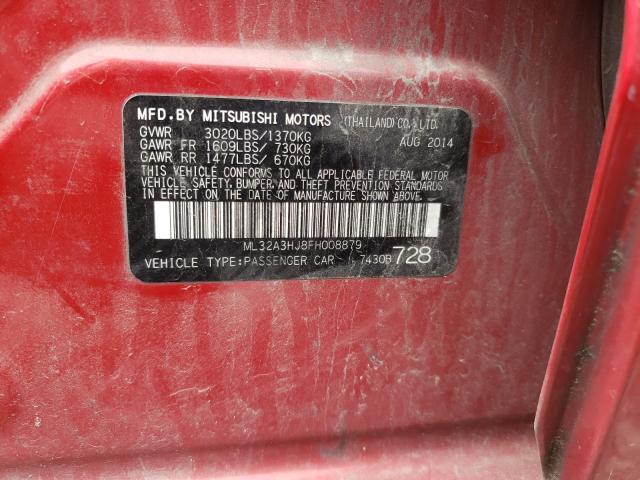 MFD.BY MITSUBISHI MOTORS (THAILAND) CO., LTD.
GVWR 3020LBS/1370KG AUG 2014
GAWR FR 1609LBS/ 730KG
GAWR RR 1477LBS/ 670KG
THIS VEHICLE CONFORMS TO ALL APPLICABLE FEDERAL MOTOR
VEHICLE SAFETY, BUMPER, AND THEFT PREVENTION STANDARDS
IN EFFECT ON THE DATE OF MANUFACTURE SHOWN ABOVE.
ML32A3HJ8FH008879
VEHICLE TYPE:PASSENGER CAR 7430B 728